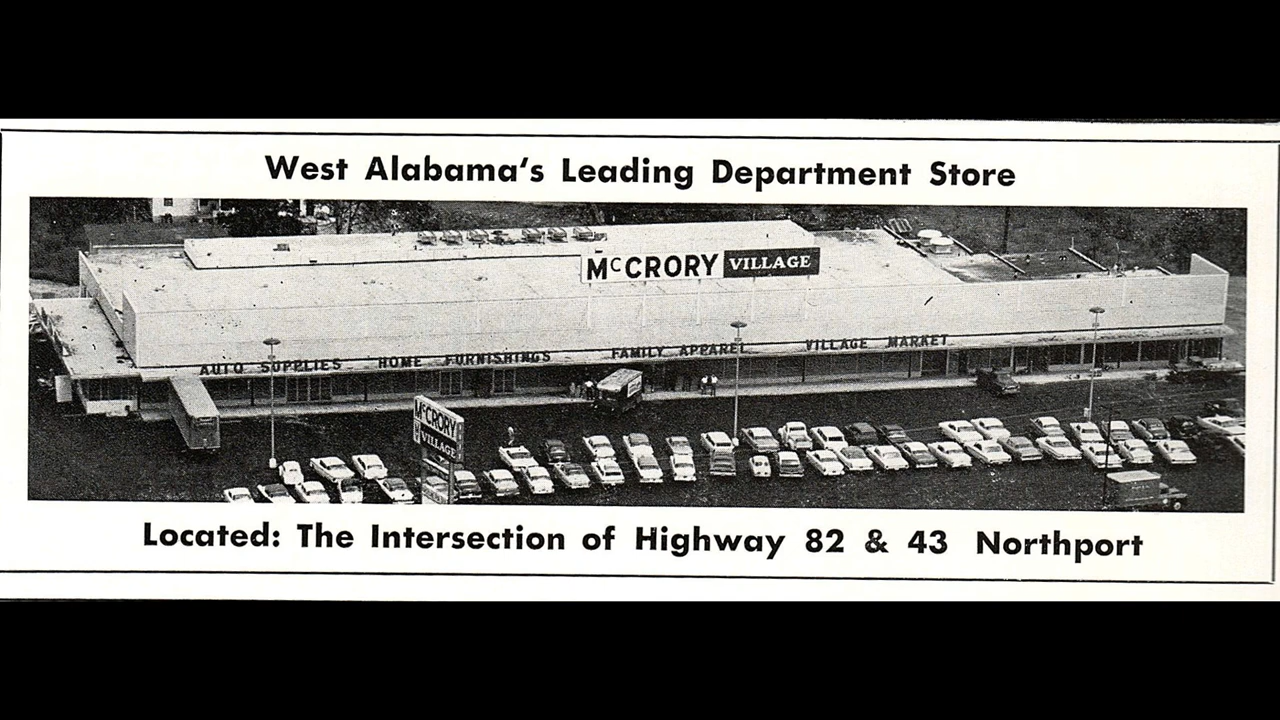 West Alabama's Leading Department Store
McCRORY VILLAGE
AUTO SUPPLIES HOME FURNISHINGS FAMILY APPAREL VILLAGE MARKET
McCRORY
VILLAGE
Located: The Intersection of Highway 82 & 43 Northport